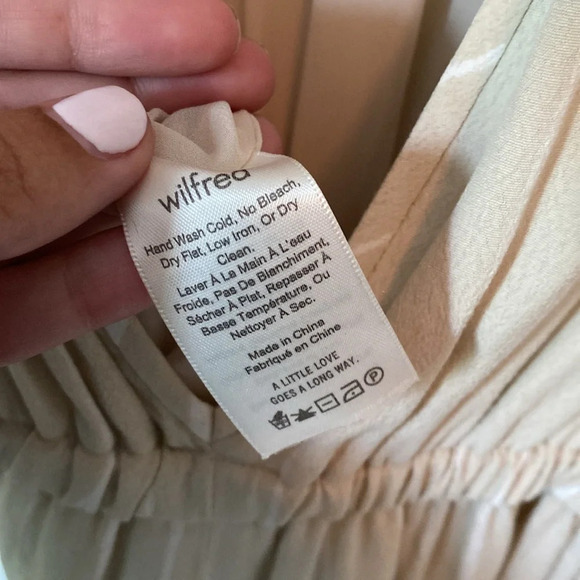 wilfred
Hand Wash Cold, No Bleach,
Dry Flat, Low Iron, Or Dry
Clean.
Laver À La Main À L'eau
Froide, Pas De Blanchiment,
Sécher À Plat, Repasser À
Basse Température, Ou
Nettoyer À Sec.
Made in China
Fabriqué en Chine
A LITTLE LOVE
GOES A LONG WAY.
P